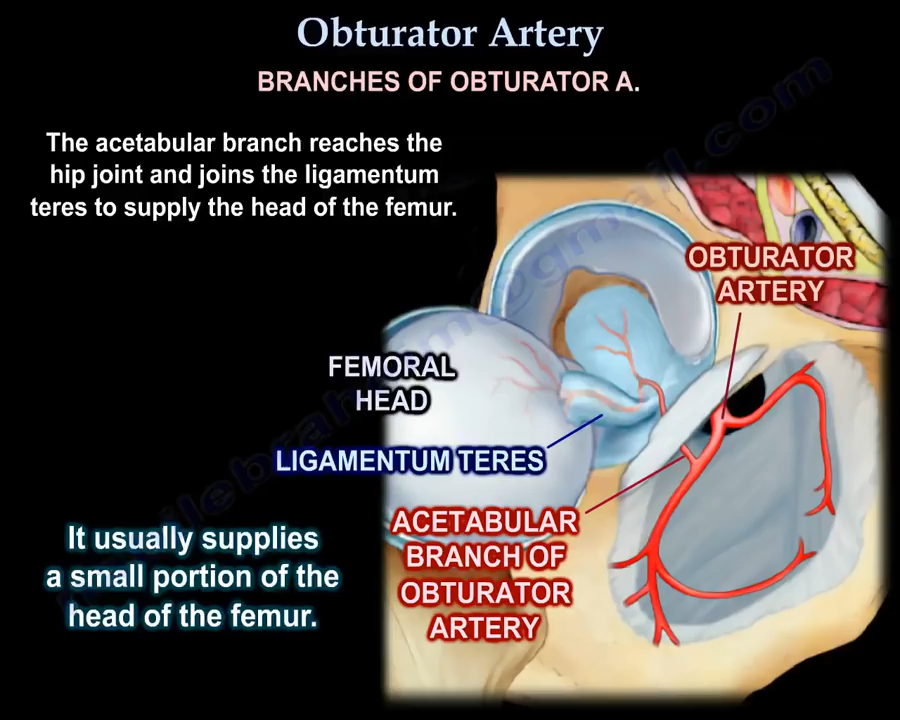 Obturator Artery
BRANCHES OF OBTURATOR A.
The acetabular branch reaches the
hip joint and joins the ligamentum
teres to supply the head of the femur.
OBTURATOR
ARTERY
FEMORAL
HEAD
LIGAMENTUM TERES
ACETABULAR
BRANCH OF
OBTURATOR
ARTERY
It usually supplies
a small portion of the
head of the femur.